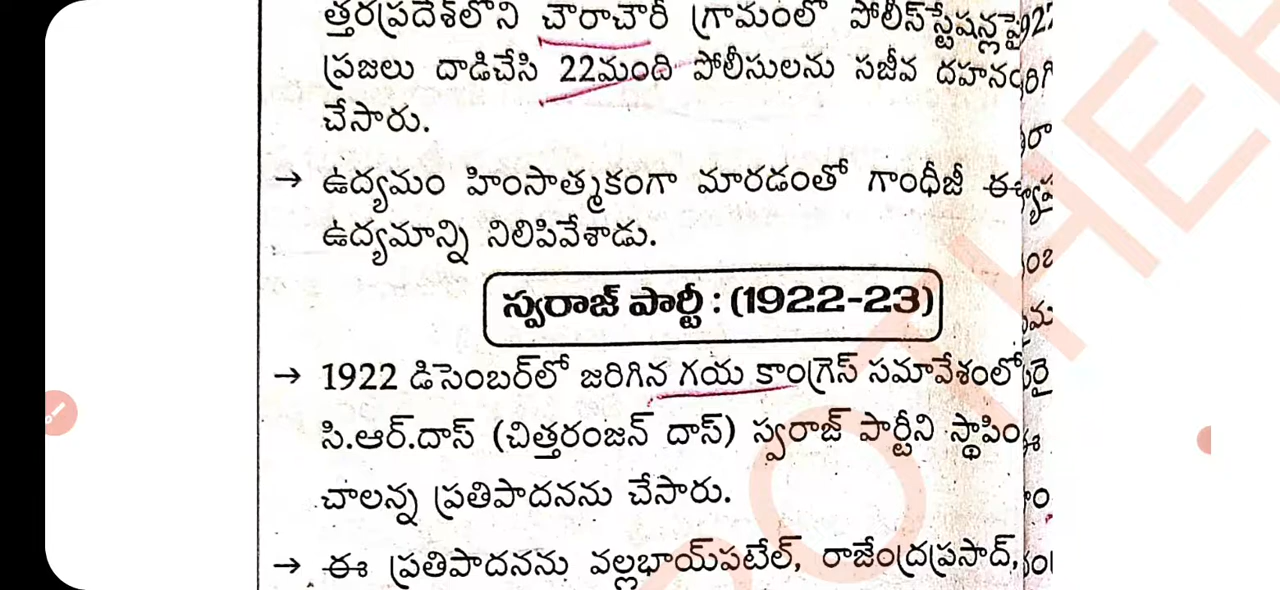 త్తరప్రదేశ్‌లోని చౌరాచౌరీ గ్రామంలో పోలీస్‌స్టేషన్లపై
ప్రజలు దాడిచేసి 22మంది పోలీసులను సజీవ దహనం
చేసారు.
→ ఉద్యమం హింసాత్మకంగా మారడంతో గాంధీజీ ఈ
ఉద్యమాన్ని నిలిపివేశాడు.
స్వరాజ్ పార్టీ : (1922-23)
→ 1922 డిసెంబర్‌లో జరిగిన గయ కాంగ్రెస్ సమావేశంలో
సి.ఆర్.దాస్ (చిత్తరంజన్ దాస్) స్వరాజ్ పార్టీని స్థాపిం
చాలన్న ప్రతిపాదనను చేసారు.
→ ఈ ప్రతిపాదనను వల్లభాయ్‌పటేల్, రాజేంద్రప్రసాద్,